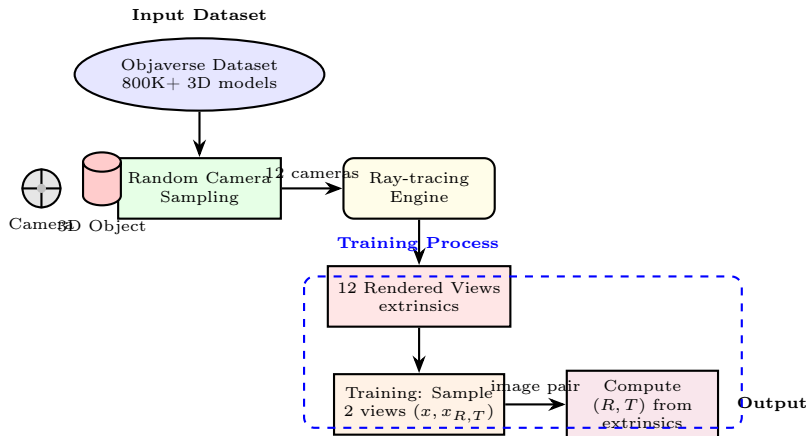 Input Dataset
Objaverse Dataset
800K+ 3D models
Random Camera
Sampling
12 cameras
Ray-tracing
Engine
Camera
3D Object
Training Process
12 Rendered Views
extrinsics
Training: Sample
2 views (x, x_{R,T})
image pair
Compute
(R, T) from
extrinsics
Output